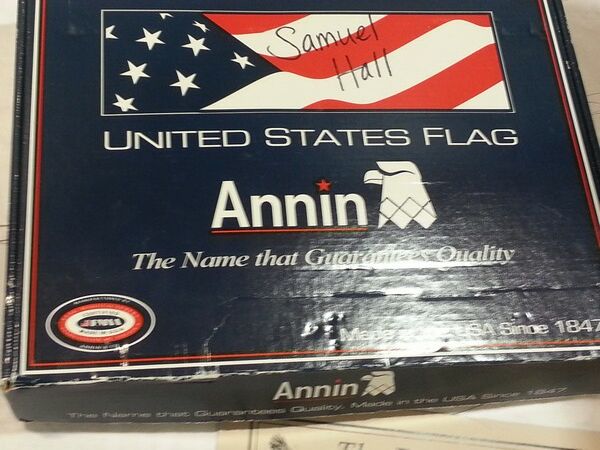 Samuel
Hall
UNITED STATES FLAG
Annin
The Name that Guarantees Quality
Made USA Since 1847
Annin
The Name that Guarantees Quality. Made in the USA Since 1847
The